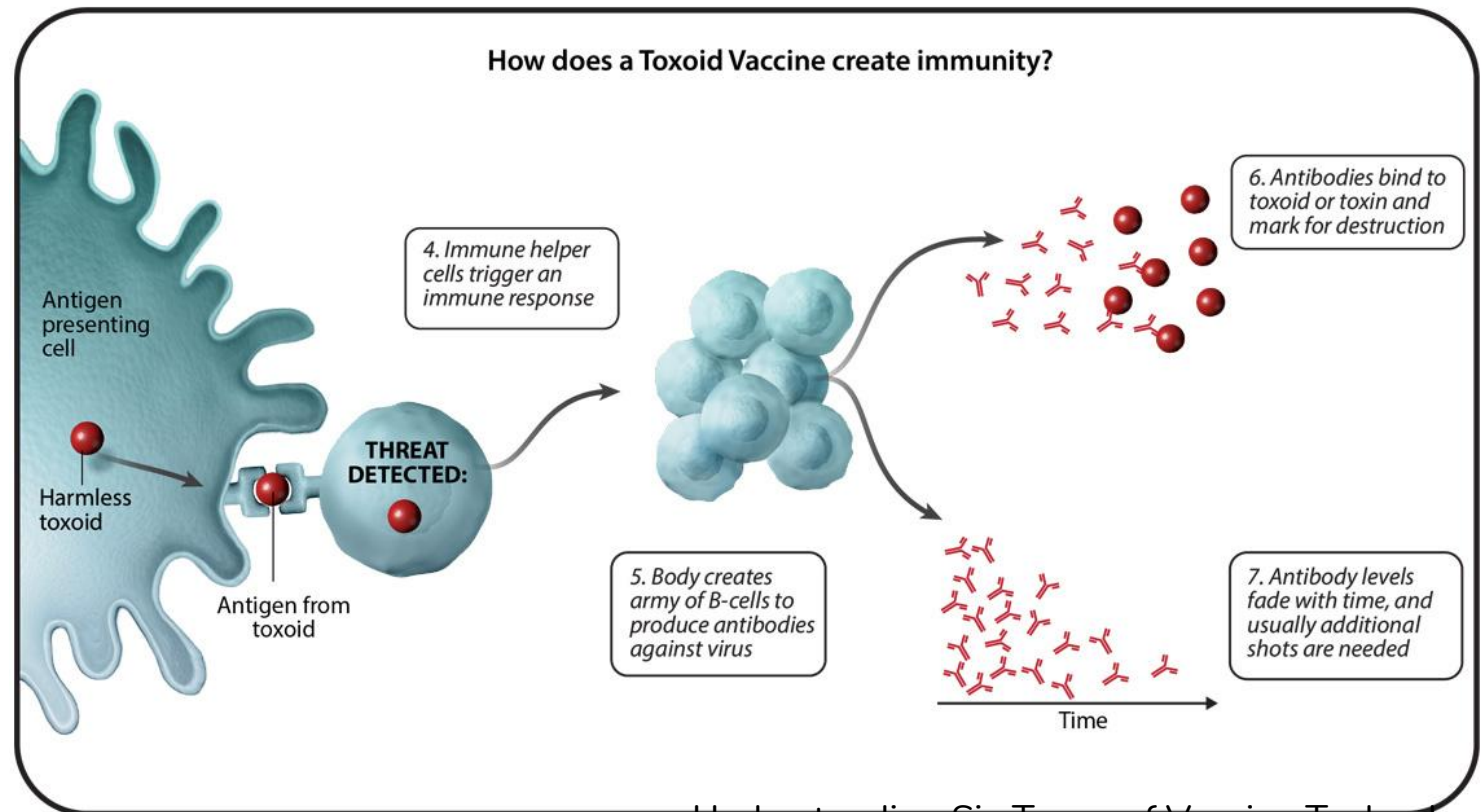 How does a Toxoid Vaccine create immunity?
Antigen
presenting
cell
Harmless
toxoid
Antigen from
toxoid
THREAT
DETECTED:
4. Immune helper
cells trigger an
immune response
5. Body creates
army of B-cells to
produce antibodies
against virus
6. Antibodies bind to
toxoid or toxin and
mark for destruction
7. Antibody levels
fade with time, and
usually additional
shots are needed
Time